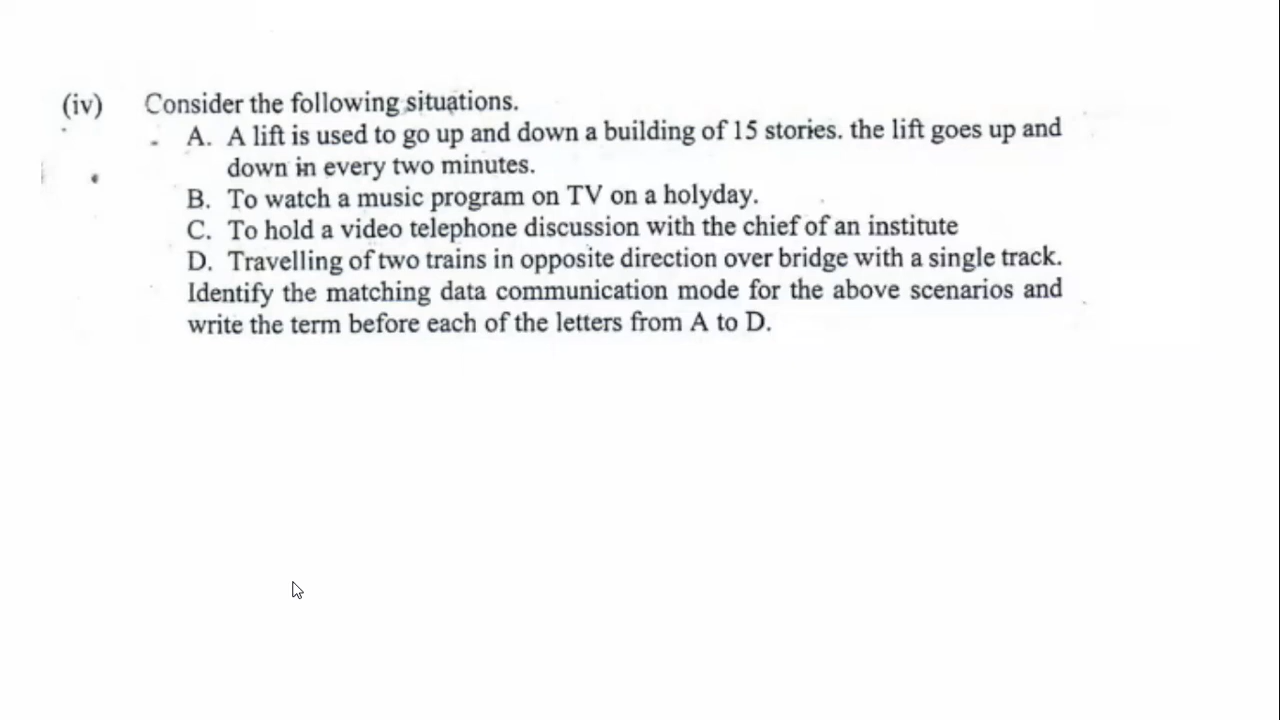 (iv) Consider the following situations.
A. A lift is used to go up and down a building of 15 stories. the lift goes up and
down in every two minutes.
B. To watch a music program on TV on a holyday.
C. To hold a video telephone discussion with the chief of an institute
D. Travelling of two trains in opposite direction over bridge with a single track.
Identify the matching data communication mode for the above scenarios and
write the term before each of the letters from A to D.